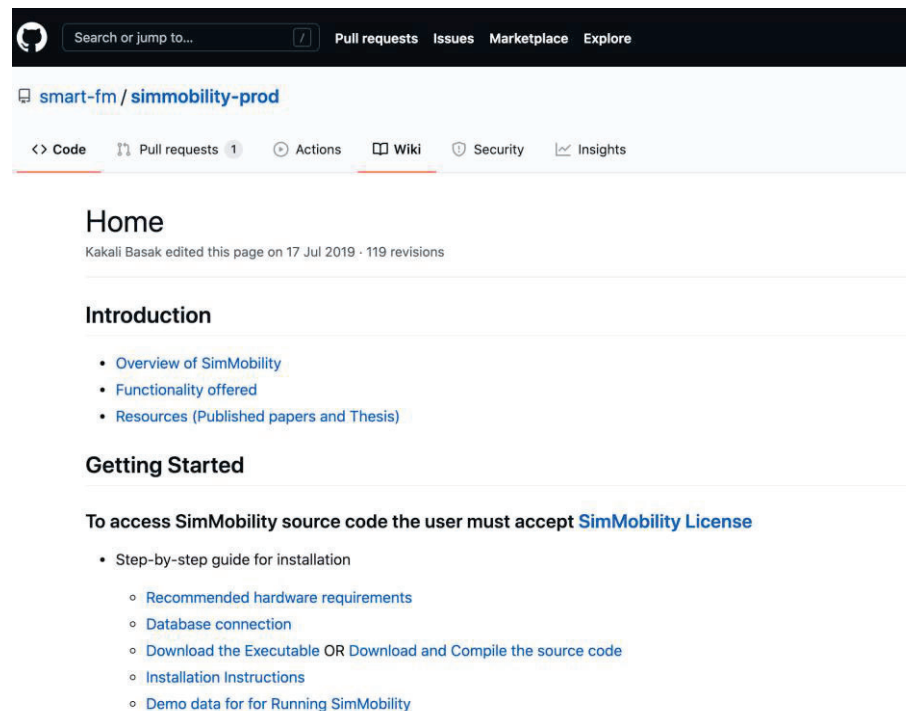 Search or jump to... / Pull requests Issues Marketplace Explore
smart-fm / simmobility-prod
<> Code Pull requests 1 Actions Wiki Security Insights
Home
Kakali Basak edited this page on 17 Jul 2019 · 119 revisions
Introduction
• Overview of SimMobility
• Functionality offered
• Resources (Published papers and Thesis)
Getting Started
To access SimMobility source code the user must accept SimMobility License
• Step-by-step guide for installation
◦ Recommended hardware requirements
◦ Database connection
◦ Download the Executable OR Download and Compile the source code
◦ Installation Instructions
◦ Demo data for for Running SimMobility